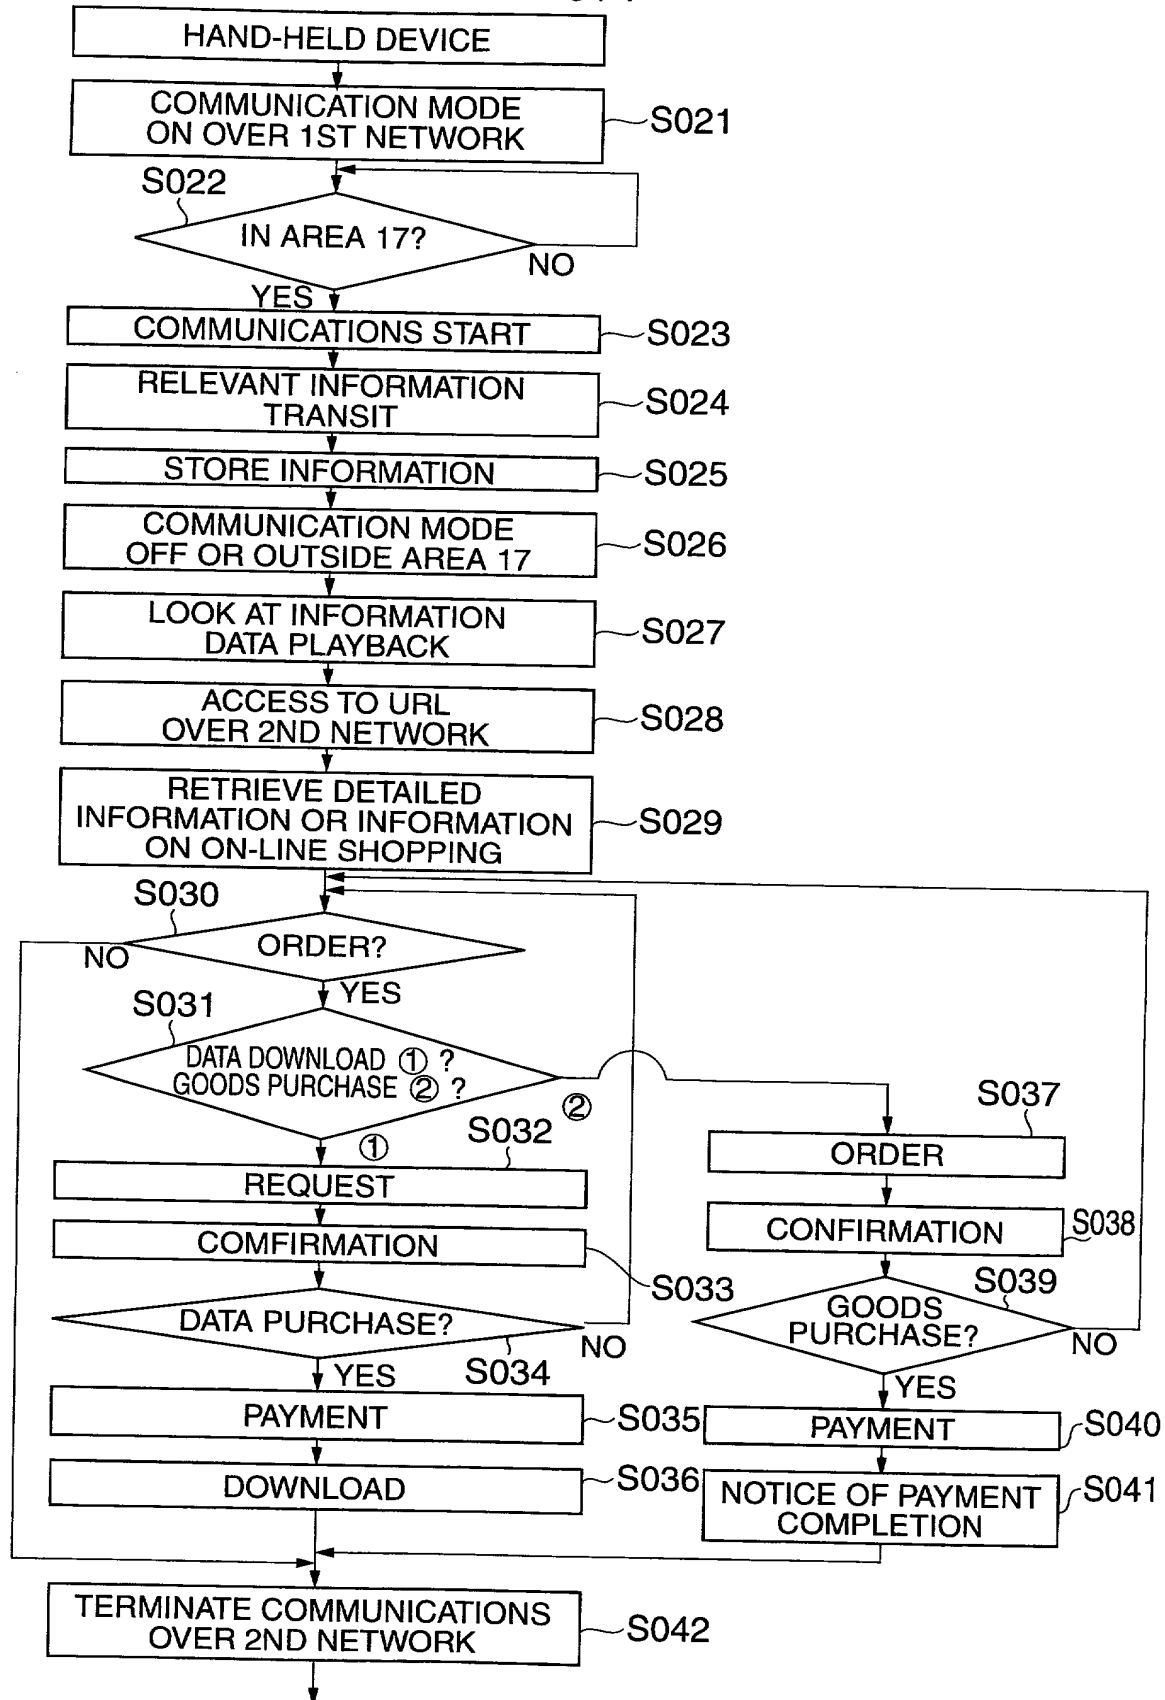 HAND-HELD DEVICE
COMMUNICATION MODE
ON OVER 1ST NETWORK
S021
S022
IN AREA 17?
NO
YES
COMMUNICATIONS START
S023
RELEVANT INFORMATION
TRANSIT
S024
STORE INFORMATION
S025
COMMUNICATION MODE
OFF OR OUTSIDE AREA 17
S026
LOOK AT INFORMATION
DATA PLAYBACK
S027
ACCESS TO URL
OVER 2ND NETWORK
S028
RETRIEVE DETAILED
INFORMATION OR INFORMATION
ON ON-LINE SHOPPING
S029
S030
ORDER?
NO
YES
S031
DATA DOWNLOAD ① ?
GOODS PURCHASE ② ?
②
①
S032
REQUEST
COMFIRMATION
S033
DATA PURCHASE?
NO
S034
YES
PAYMENT
S035
DOWNLOAD
S036
S037
ORDER
CONFIRMATION
S038
S039
GOODS
PURCHASE?
NO
YES
PAYMENT
S040
NOTICE OF PAYMENT
COMPLETION
S041
TERMINATE COMMUNICATIONS
OVER 2ND NETWORK
S042